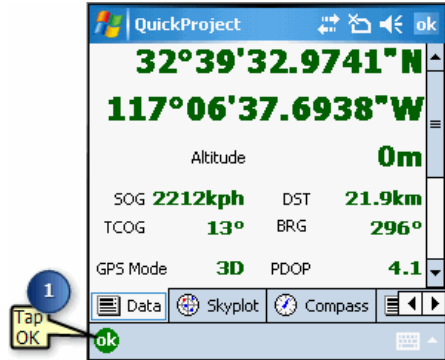 QuickProject ok
32°39'32.9741"N
117°06'37.6938"W
Altitude 0m
SOG 2212kph DST 21.9km
TCOG 13° BRG 296°
GPS Mode 3D PDOP 4.1
Data Skyplot Compass
1
Tap
OK
ok